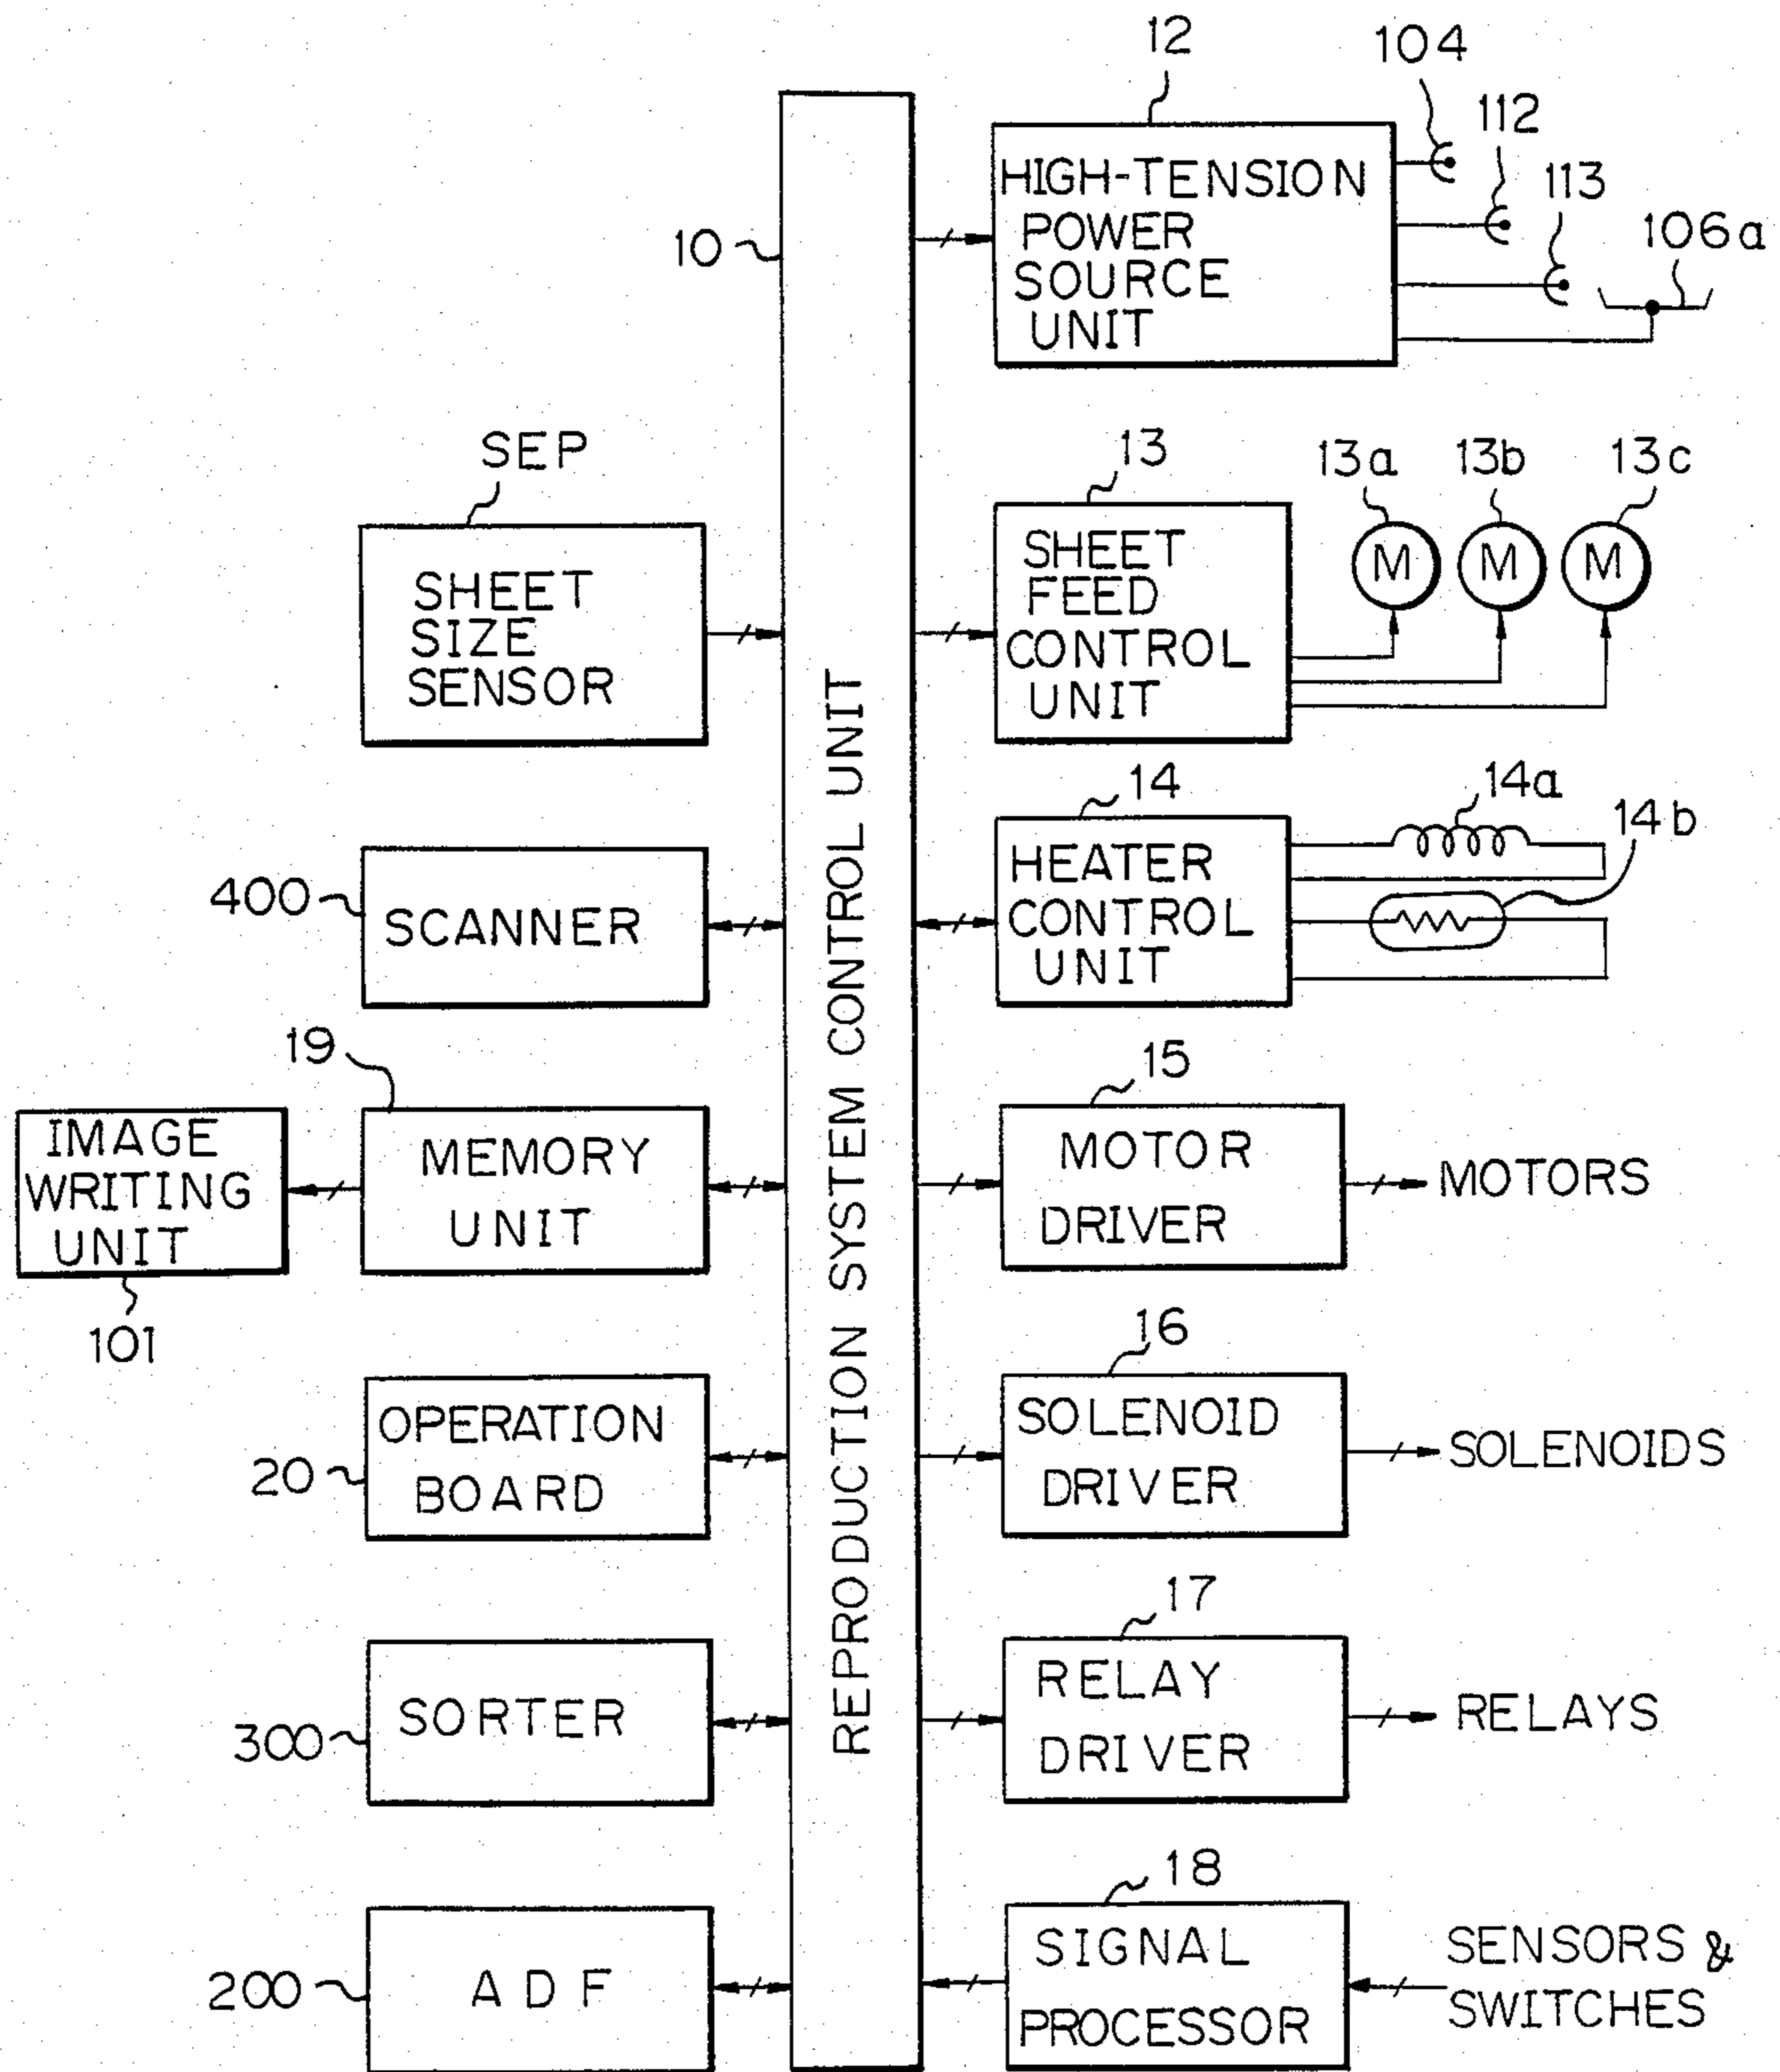 12
104
112
113
106a
HIGH-TENSION
POWER
SOURCE
UNIT
10
SEP
SHEET
SIZE
SENSOR
13
13a
13b
13c
SHEET
FEED
CONTROL
UNIT
M
M
M
REPRODUCTION SYSTEM CONTROL UNIT
400
SCANNER
14
14a
14b
HEATER
CONTROL
UNIT
19
IMAGE
WRITING
UNIT
101
MEMORY
UNIT
15
MOTOR
DRIVER
MOTORS
20
OPERATION
BOARD
16
SOLENOID
DRIVER
SOLENOIDS
300
SORTER
17
RELAY
DRIVER
RELAYS
200
ADF
18
SIGNAL
PROCESSOR
SENSORS &
SWITCHES